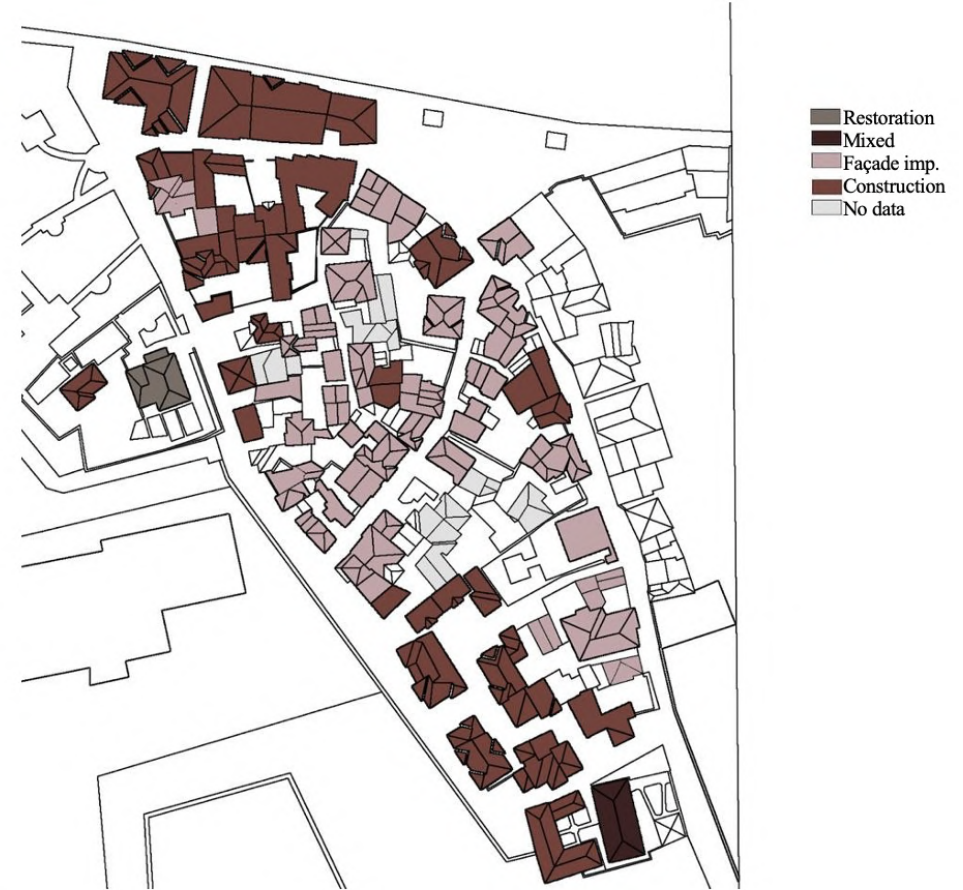 Restoration
Mixed
Façade imp.
Construction
No data